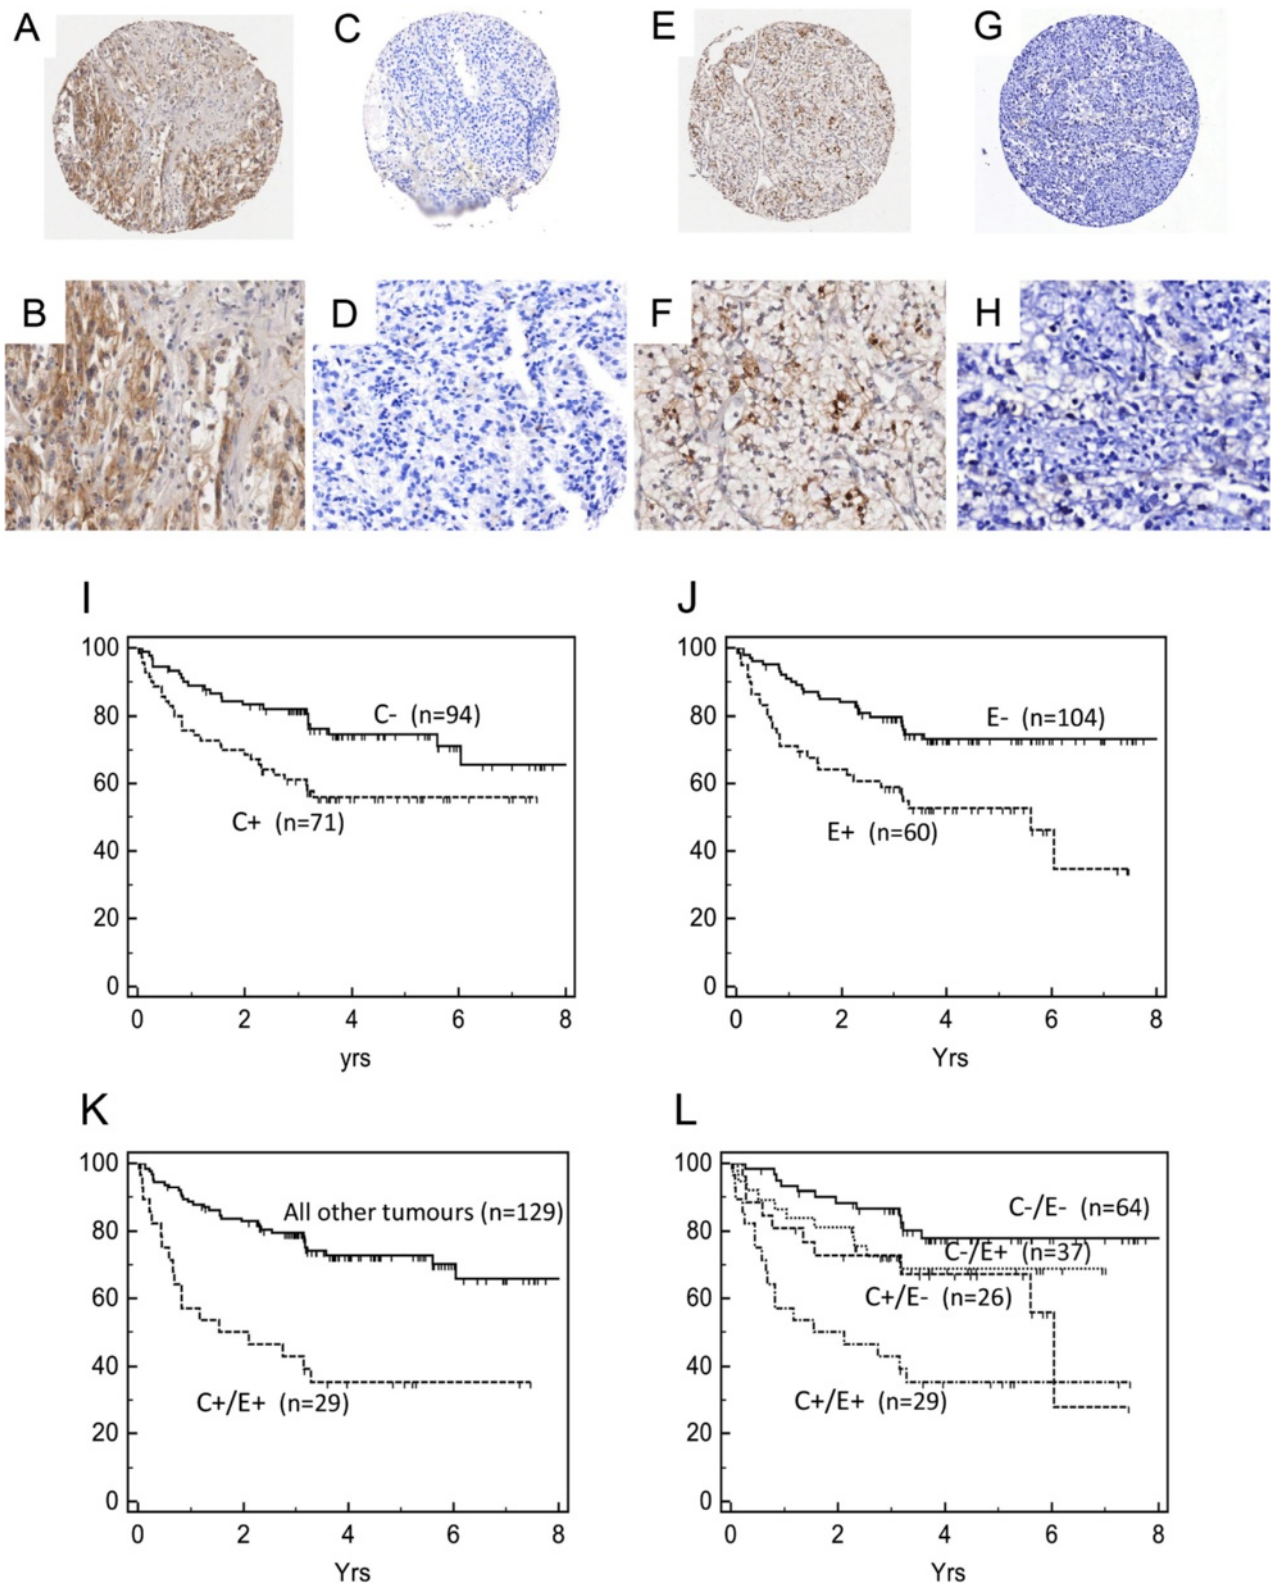 A
C
E
G
B
D
F
H
I
J
100
80
60
40
20
0
C- (n=94)
C+ (n=71)
0 2 4 6 8
yrs
100
80
60
40
20
0
E- (n=104)
E+ (n=60)
0 2 4 6 8
Yrs
K
L
100
80
60
40
20
0
All other tumours (n=129)
C+/E+ (n=29)
0 2 4 6 8
Yrs
100
80
60
40
20
0
C-/E- (n=64)
C-/E+ (n=37)
C+/E- (n=26)
C+/E+ (n=29)
0 2 4 6 8
Yrs